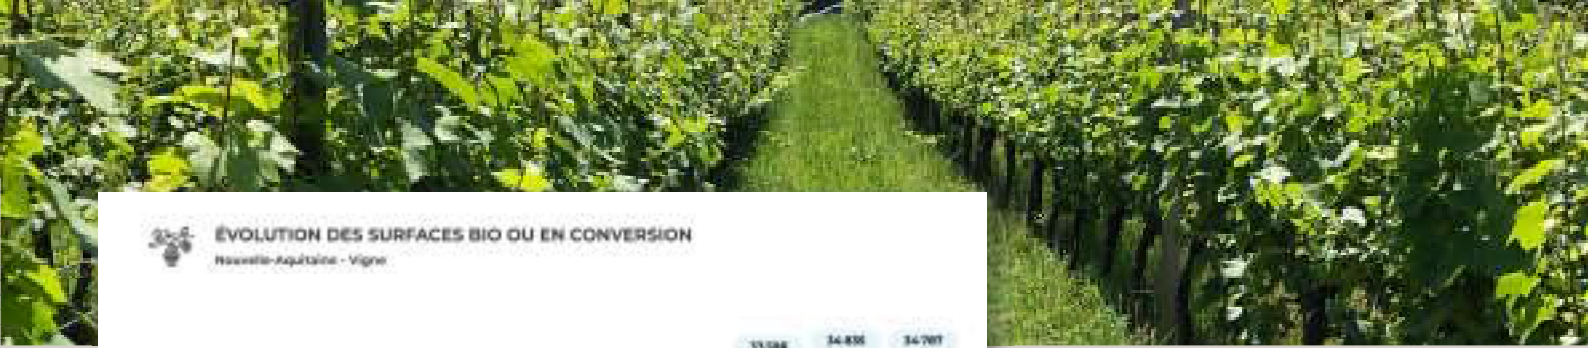 ÉVOLUTION DES SURFACES BIO OU EN CONVERSION
Nouvelle-Aquitaine - Vigne